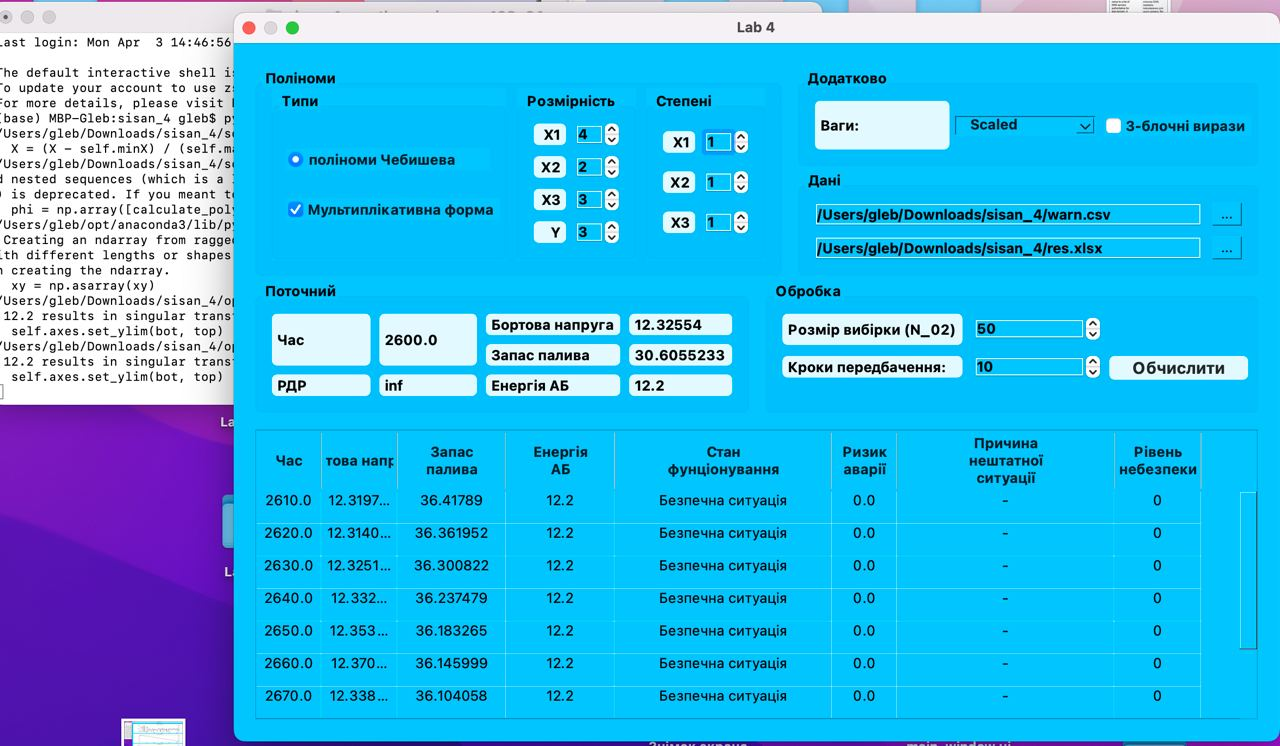 Last login: Mon Apr  3 14:46:56
The default interactive shell is
To update your account to use zs
For more details, please visit
(base) MBP-Gleb:sisan_4 gleb$ py
/Users/gleb/Downloads/sisan_4/so
X = (X - self.minX) / (self.ma
/Users/gleb/Downloads/sisan_4/so
d nested sequences (which is a l
) is deprecated. If you meant to
phi = np.array([calculate_poly
/Users/gleb/opt/anaconda3/lib/py
Creating an ndarray from ragged
ith different lengths or shapes
n creating the ndarray.
xy = np.asarray(xy)
/Users/gleb/Downloads/sisan_4/op
12.2 results in singular transf
self.axes.set_ylim(bot, top)
/Users/gleb/Downloads/sisan_4/op
12.2 results in singular transf
self.axes.set_ylim(bot, top)
Lab 4
Поліноми
Типи
поліноми Чебишева
Мультиплікативна форма
Розмірність
X1 4
X2 2
X3 3
Y 3
Степені
X1 1
X2 1
X3 1
Додатково
Ваги: Scaled 3-блочні вирази
Дані
/Users/gleb/Downloads/sisan_4/warn.csv ...
/Users/gleb/Downloads/sisan_4/res.xlsx ...
Поточний
Час 2600.0
РДР inf
Бортова напруга 12.32554
Запас палива 30.6055233
Енергія АБ 12.2
Обробка
Розмір вибірки (N_02) 50
Кроки передбачення: 10 Обчислити
Час това напр Запас палива Енергія АБ Стан фунціонування Ризик аварії Причина нештатної ситуації Рівень небезпеки
2610.0 12.3197... 36.41789 12.2 Безпечна ситуація 0.0 - 0
2620.0 12.3140... 36.361952 12.2 Безпечна ситуація 0.0 - 0
2630.0 12.3251... 36.300822 12.2 Безпечна ситуація 0.0 - 0
2640.0 12.332... 36.237479 12.2 Безпечна ситуація 0.0 - 0
2650.0 12.353... 36.183265 12.2 Безпечна ситуація 0.0 - 0
2660.0 12.370... 36.145999 12.2 Безпечна ситуація 0.0 - 0
2670.0 12.338... 36.104058 12.2 Безпечна ситуація 0.0 - 0